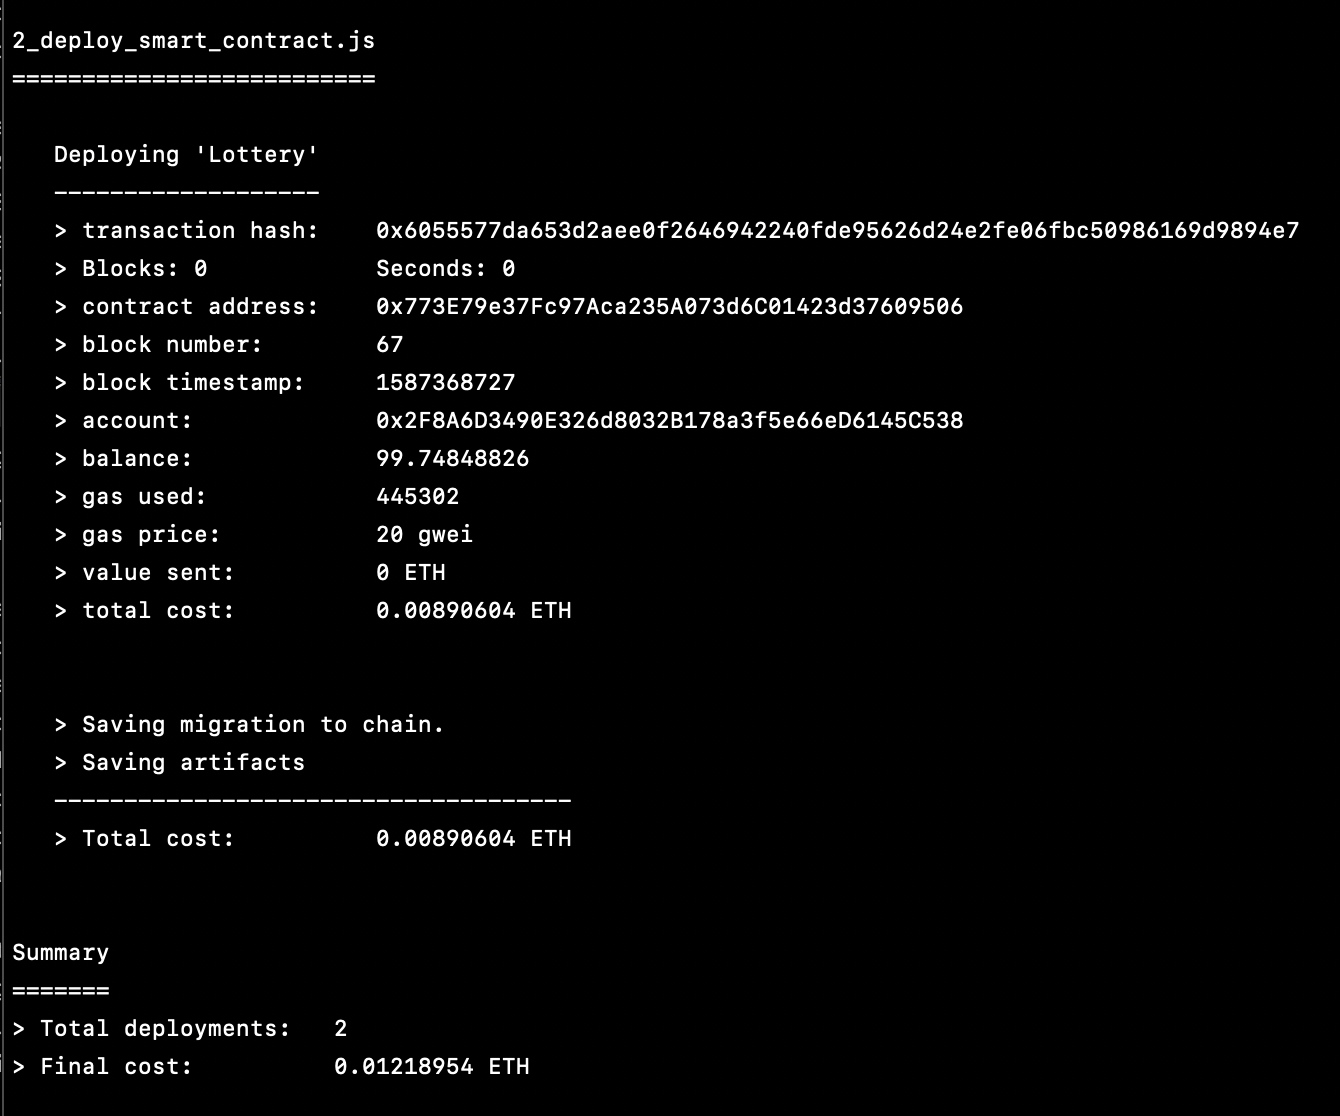 2_deploy_smart_contract.js
==========================
Deploying 'Lottery'
-------------------
> transaction hash:    0x6055577da653d2aee0f2646942240fde95626d24e2fe06fbc50986169d9894e7
> Blocks: 0            Seconds: 0
> contract address:    0x773E79e37Fc97Aca235A073d6C01423d37609506
> block number:        67
> block timestamp:     1587368727
> account:             0x2F8A6D3490E326d8032B178a3f5e66eD6145C538
> balance:             99.74848826
> gas used:            445302
> gas price:           20 gwei
> value sent:          0 ETH
> total cost:          0.00890604 ETH
> Saving migration to chain.
> Saving artifacts
-------------------------------------
> Total cost:          0.00890604 ETH
Summary
=======
> Total deployments:   2
> Final cost:          0.01218954 ETH